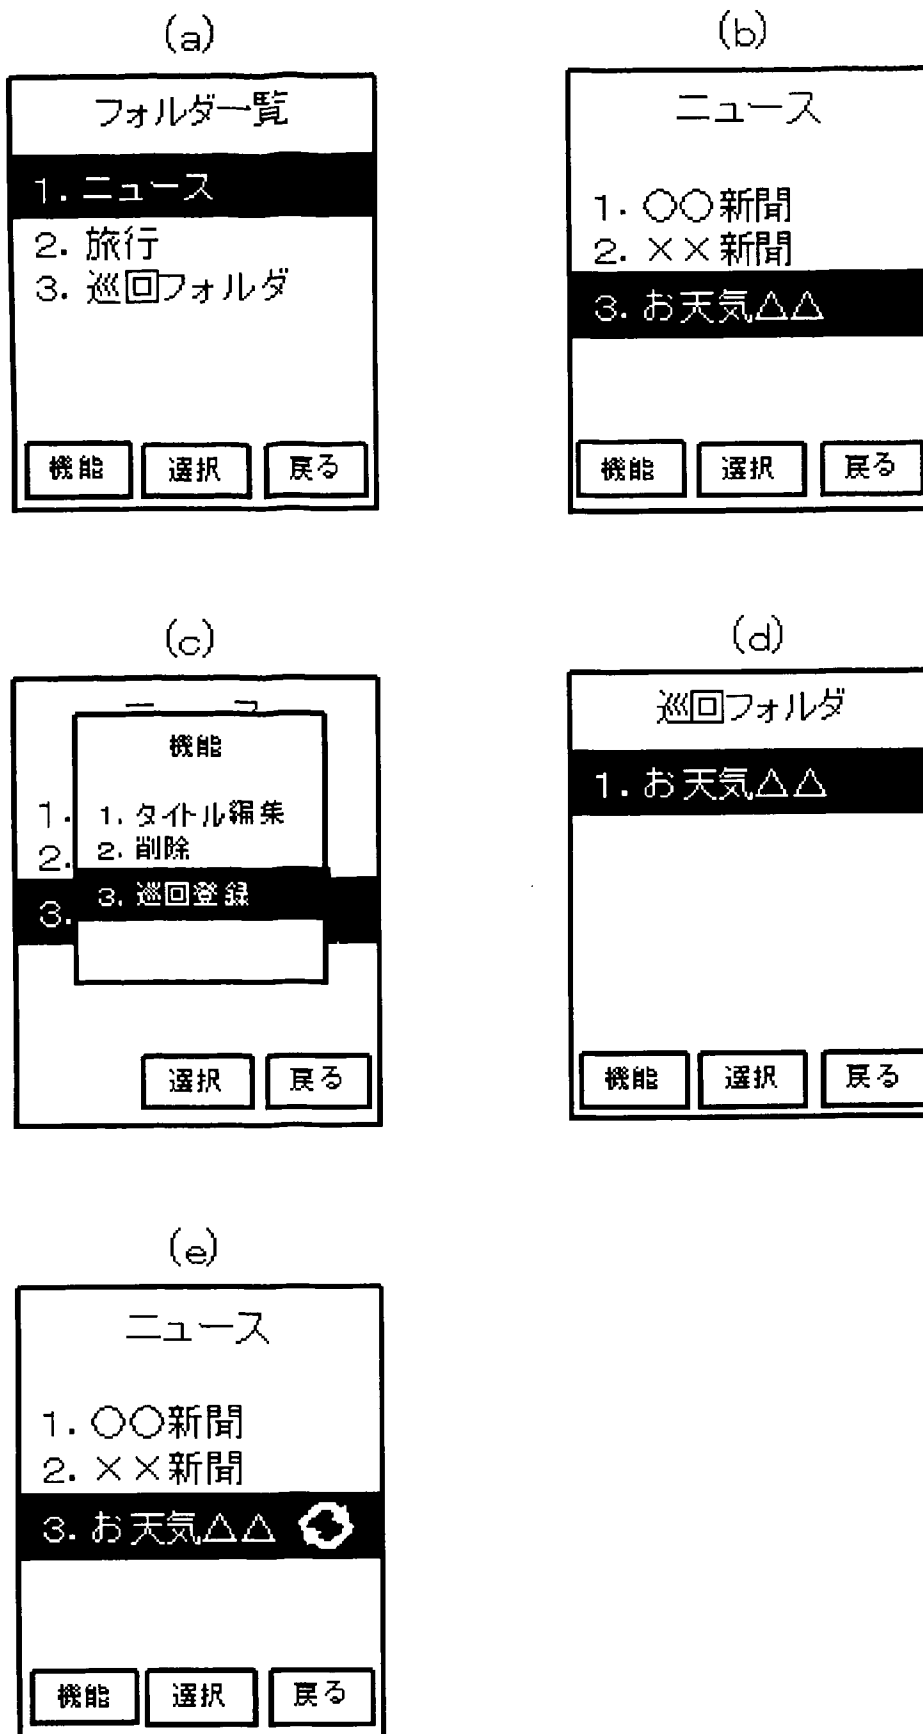 (a)
フォルダ一覧
1. ニュース
2. 旅行
3. 巡回フォルダ
機能 選択 戻る
(b)
ニュース
1. ○○新聞
2. ××新聞
3. お天気△△
機能 選択 戻る
(c)
機能
1.
2.
3.
1. タイトル編集
2. 削除
3. 巡回登録
選択 戻る
(d)
巡回フォルダ
1. お天気△△
機能 選択 戻る
(e)
ニュース
1. ○○新聞
2. ××新聞
3. お天気△△
機能 選択 戻る